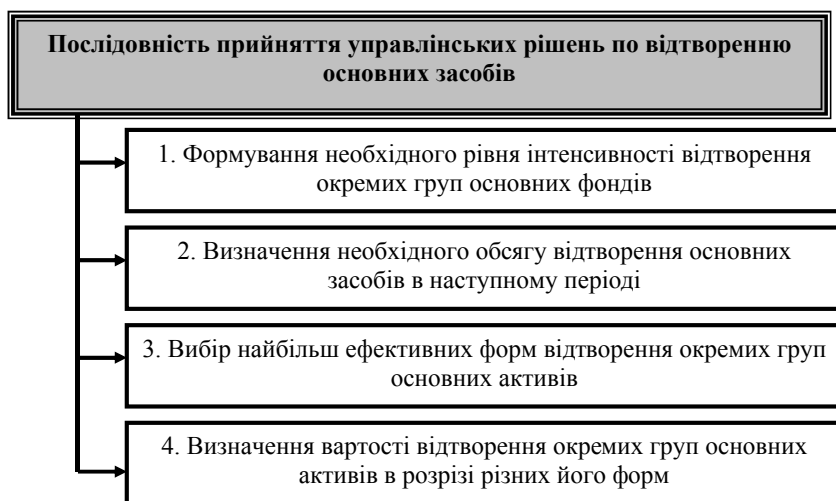 Послідовність прийняття управлінських рішень по відтворенню
основних засобів
1. Формування необхідного рівня інтенсивності відтворення
окремих груп основних фондів
2. Визначення необхідного обсягу відтворення основних
засобів в наступному періоді
3. Вибір найбільш ефективних форм відтворення окремих груп
основних активів
4. Визначення вартості відтворення окремих груп основних
активів в розрізі різних його форм